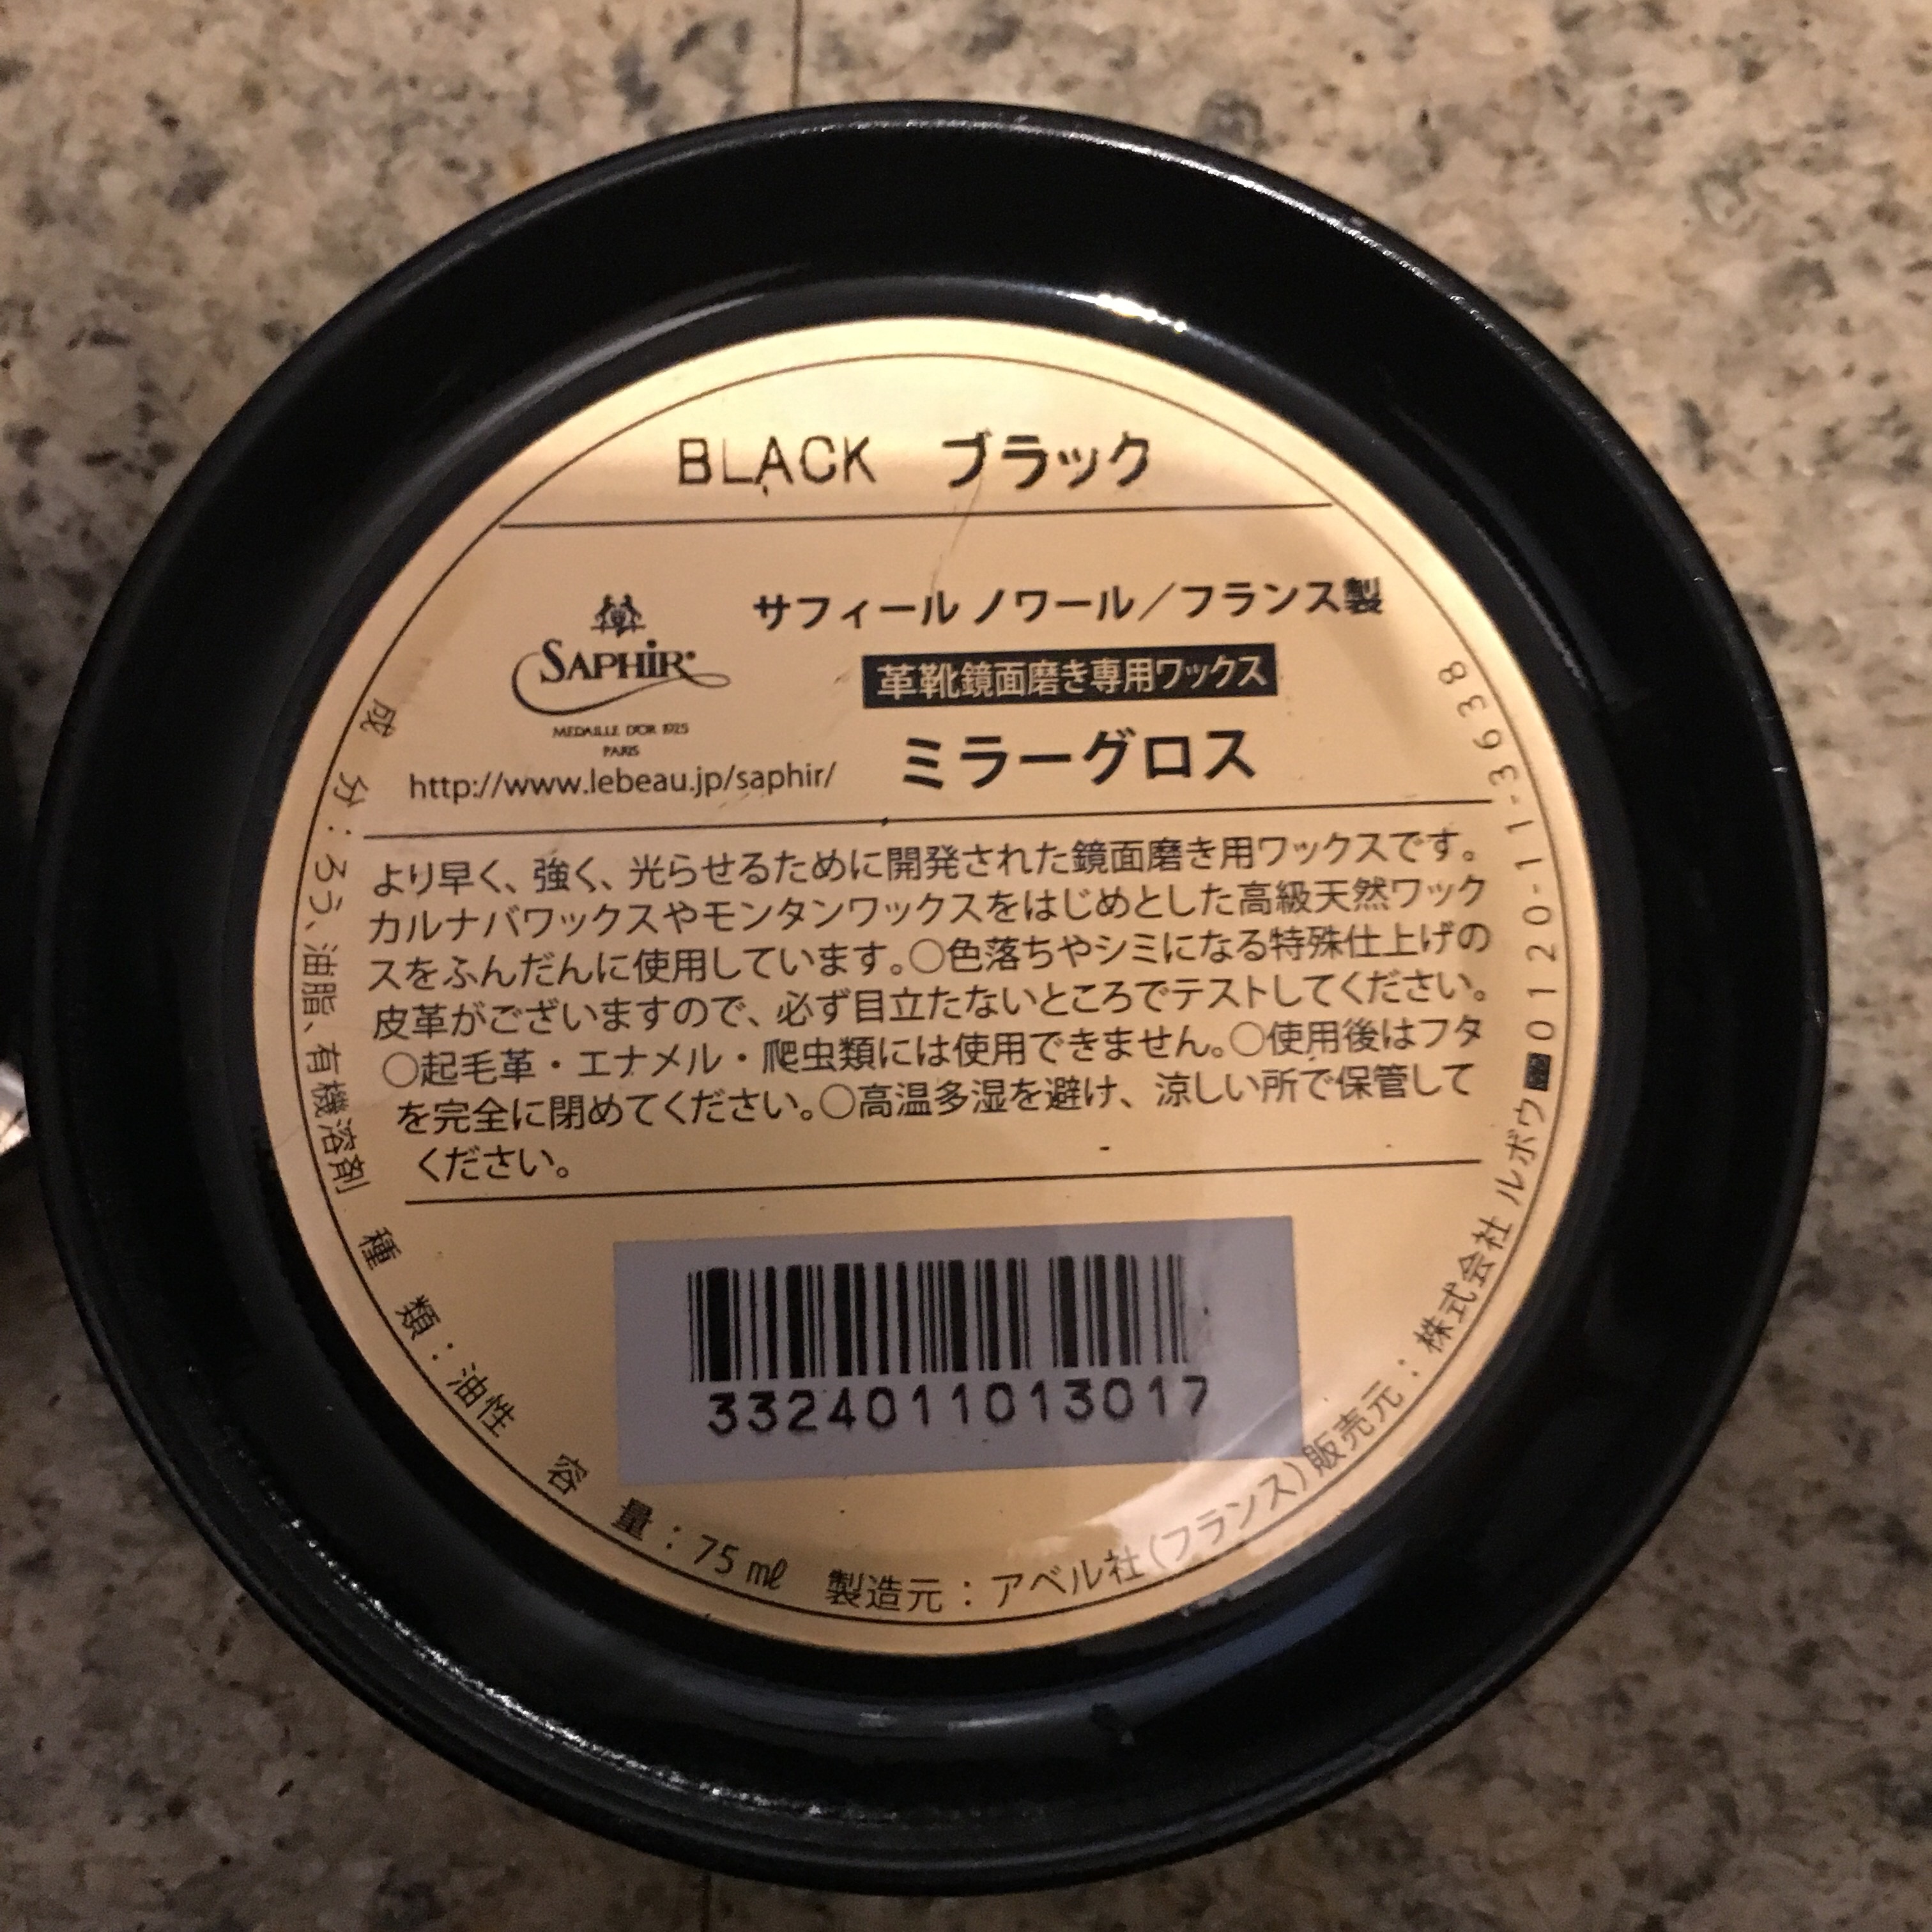 BLACK ブラック
SAPHIR
MEDAILLE D'OR 1925
PARIS
http://www.lebeau.jp/saphir/
サフィール ノワール／フランス製
革靴鏡面磨き専用ワックス
ミラーグロス
より早く、強く、光らせるために開発された鏡面磨き用ワックスです。
カルナバワックスやモンタンワックスをはじめとした高級天然ワック
スをふんだんに使用しています。○色落ちやシミになる特殊仕上げの
皮革がございますので、必ず目立たないところでテストしてください。
○起毛革・エナメル・爬虫類には使用できません。○使用後はフタ
を完全に閉めてください。○高温多湿を避け、涼しい所で保管して
ください。
3324011013017
成 分：ろう、油脂、有機溶剤 種 類：油性 容 量：75㎖ 製造元：アベル社（フランス）販売元：株式会社 ルボウ 0120-11-3638